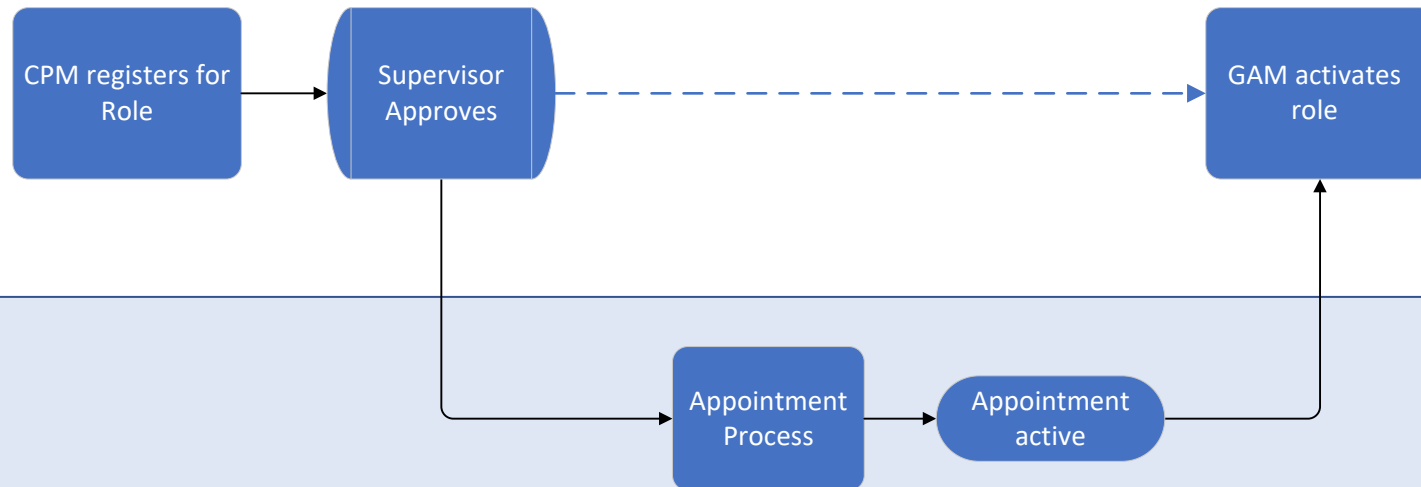 CPM registers for
Role
Supervisor
Approves
GAM activates
role
Appointment
Process
Appointment
active